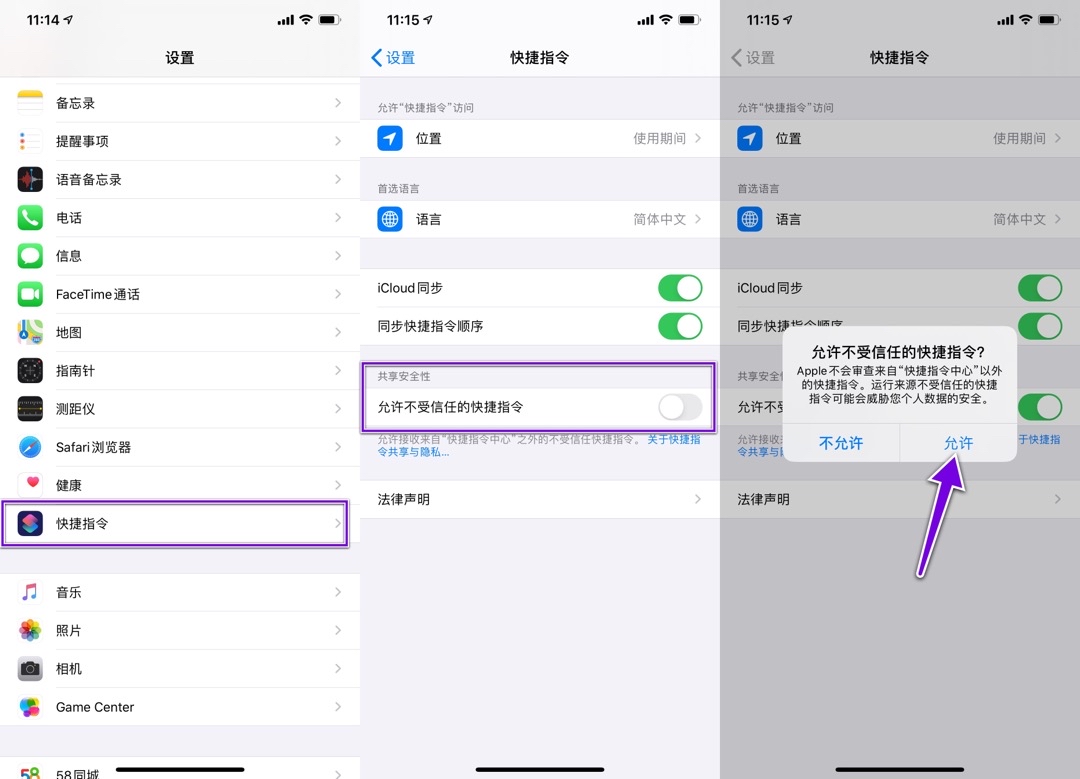 11:14
设置
备忘录
提醒事项
语音备忘录
电话
信息
FaceTime通话
地图
指南针
测距仪
Safari浏览器
健康
快捷指令
音乐
照片
相机
Game Center
58同城
11:15
设置
快捷指令
允许“快捷指令”访问
位置
使用期间
首选语言
语言
简体中文
iCloud同步
同步快捷指令顺序
共享安全性
允许不受信任的快捷指令
允许接收来自“快捷指令中心”之外的不受信任快捷指令。 关于快捷指
令共享与隐私...
法律声明
11:15
设置
快捷指令
允许“快捷指令”访问
位置
使用期间
首选语言
语言
简体中文
iCloud同步
同步快捷指令顺序
共享安全
允许不受
允许不受信任的快捷指令?
Apple不会审查来自“快捷指令中心”以外
的快捷指令。运行来源不受信任的快捷
指令可能会威胁您个人数据的安全。
不允许
允许
允许接收
于快捷指
令共享与
法律声明